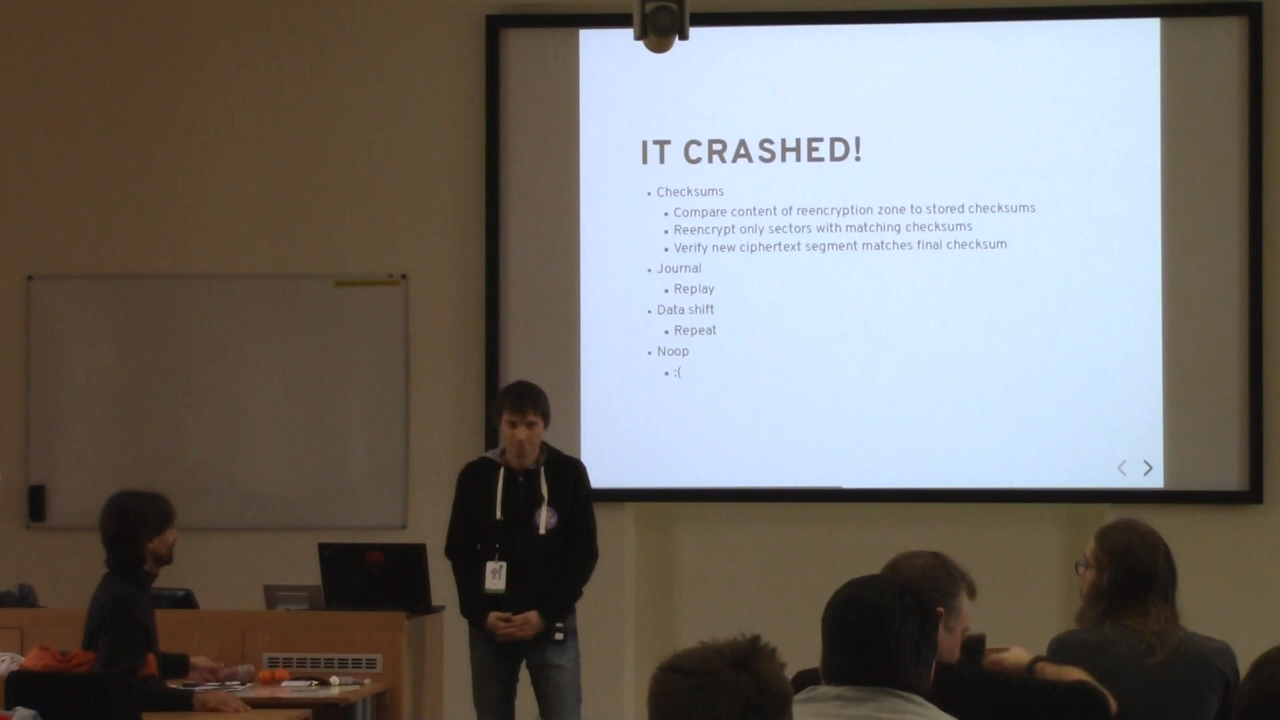 IT CRASHED!
Checksums
Compare content of reencryption zone to stored checksums
Reencrypt only sectors with matching checksums
Verify new ciphertext segment matches final checksum
Journal
Replay
Data shift
Repeat
Noop
:(